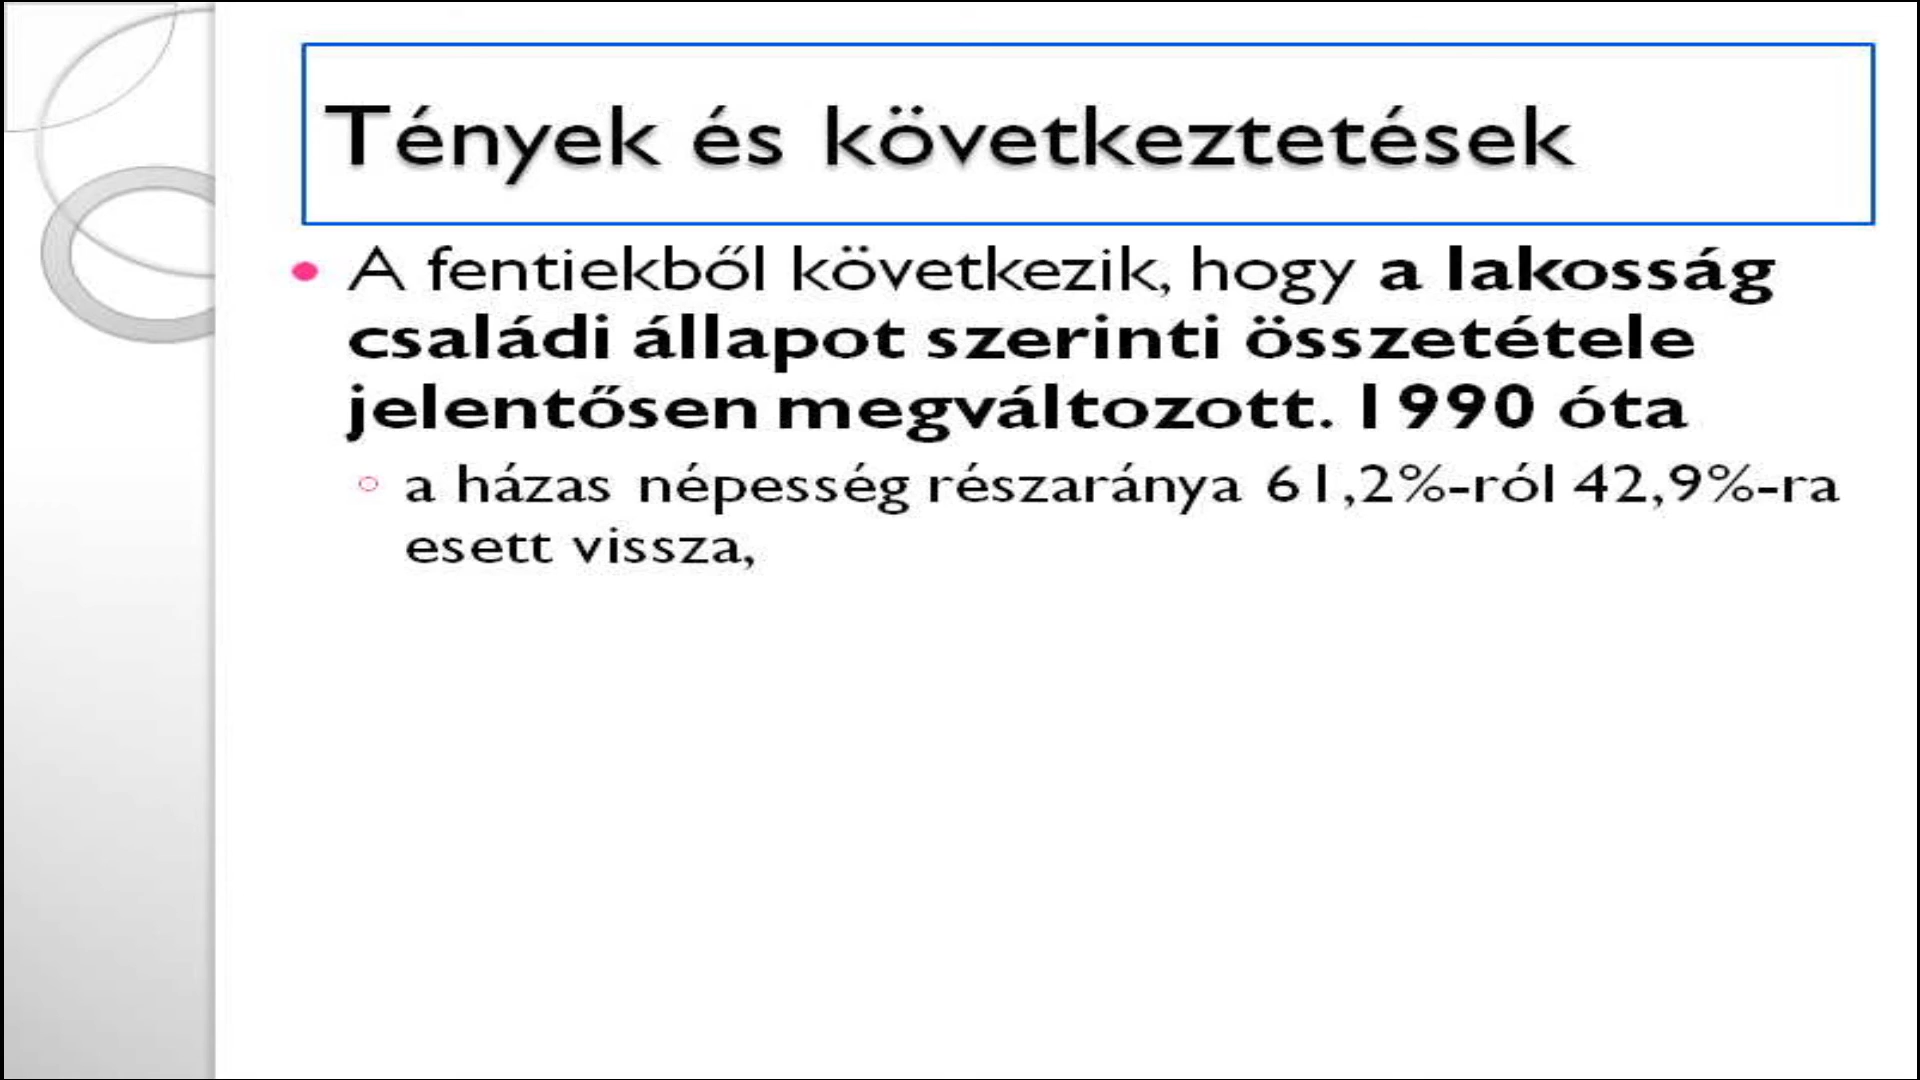 Tények és következtetések
A fentiekből következik, hogy a lakosság
családi állapot szerinti összetétele
jelentősen megváltozott. 1990 óta
a házas népesség részaránya 61,2%-ról 42,9%-ra
esett vissza,